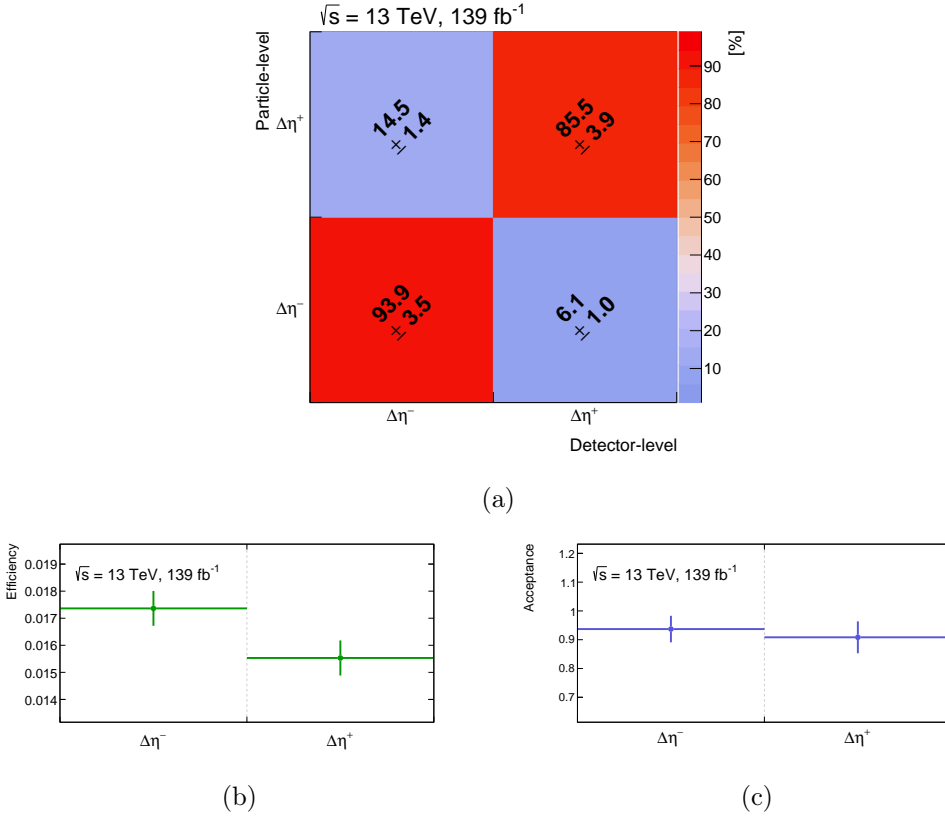 √s = 13 TeV, 139 fb⁻¹
Particle-level
[%]
Δη⁺
14.5 ± 1.4
85.5 ± 3.9
Δη⁻
93.9 ± 3.5
6.1 ± 1.0
90
80
70
60
50
40
30
20
10
Δη⁻
Δη⁺
Detector-level
(a)
Efficiency
0.019
0.018
0.017
0.016
0.015
0.014
√s = 13 TeV, 139 fb⁻¹
Δη⁻
Δη⁺
(b)
Acceptance
1.2
1.1
1
0.9
0.8
0.7
√s = 13 TeV, 139 fb⁻¹
Δη⁻
Δη⁺
(c)